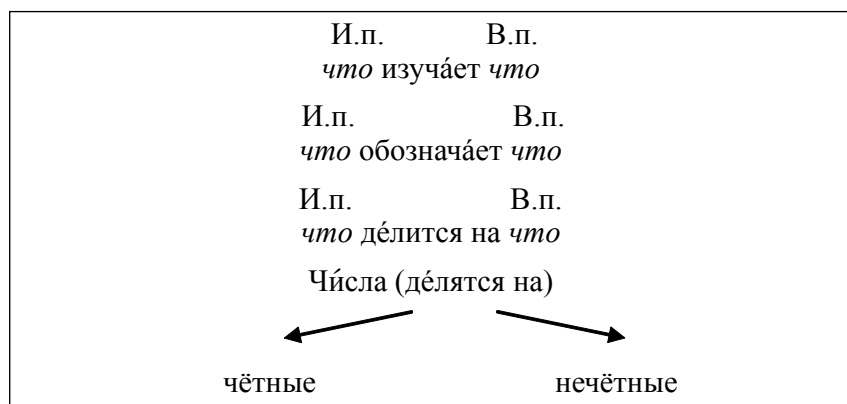 И.п. В.п.
что изуча́ет что
И.п. В.п.
что обознача́ет что
И.п. В.п.
что де́лится на что
Чи́сла (де́лятся на)
чётные нечётные